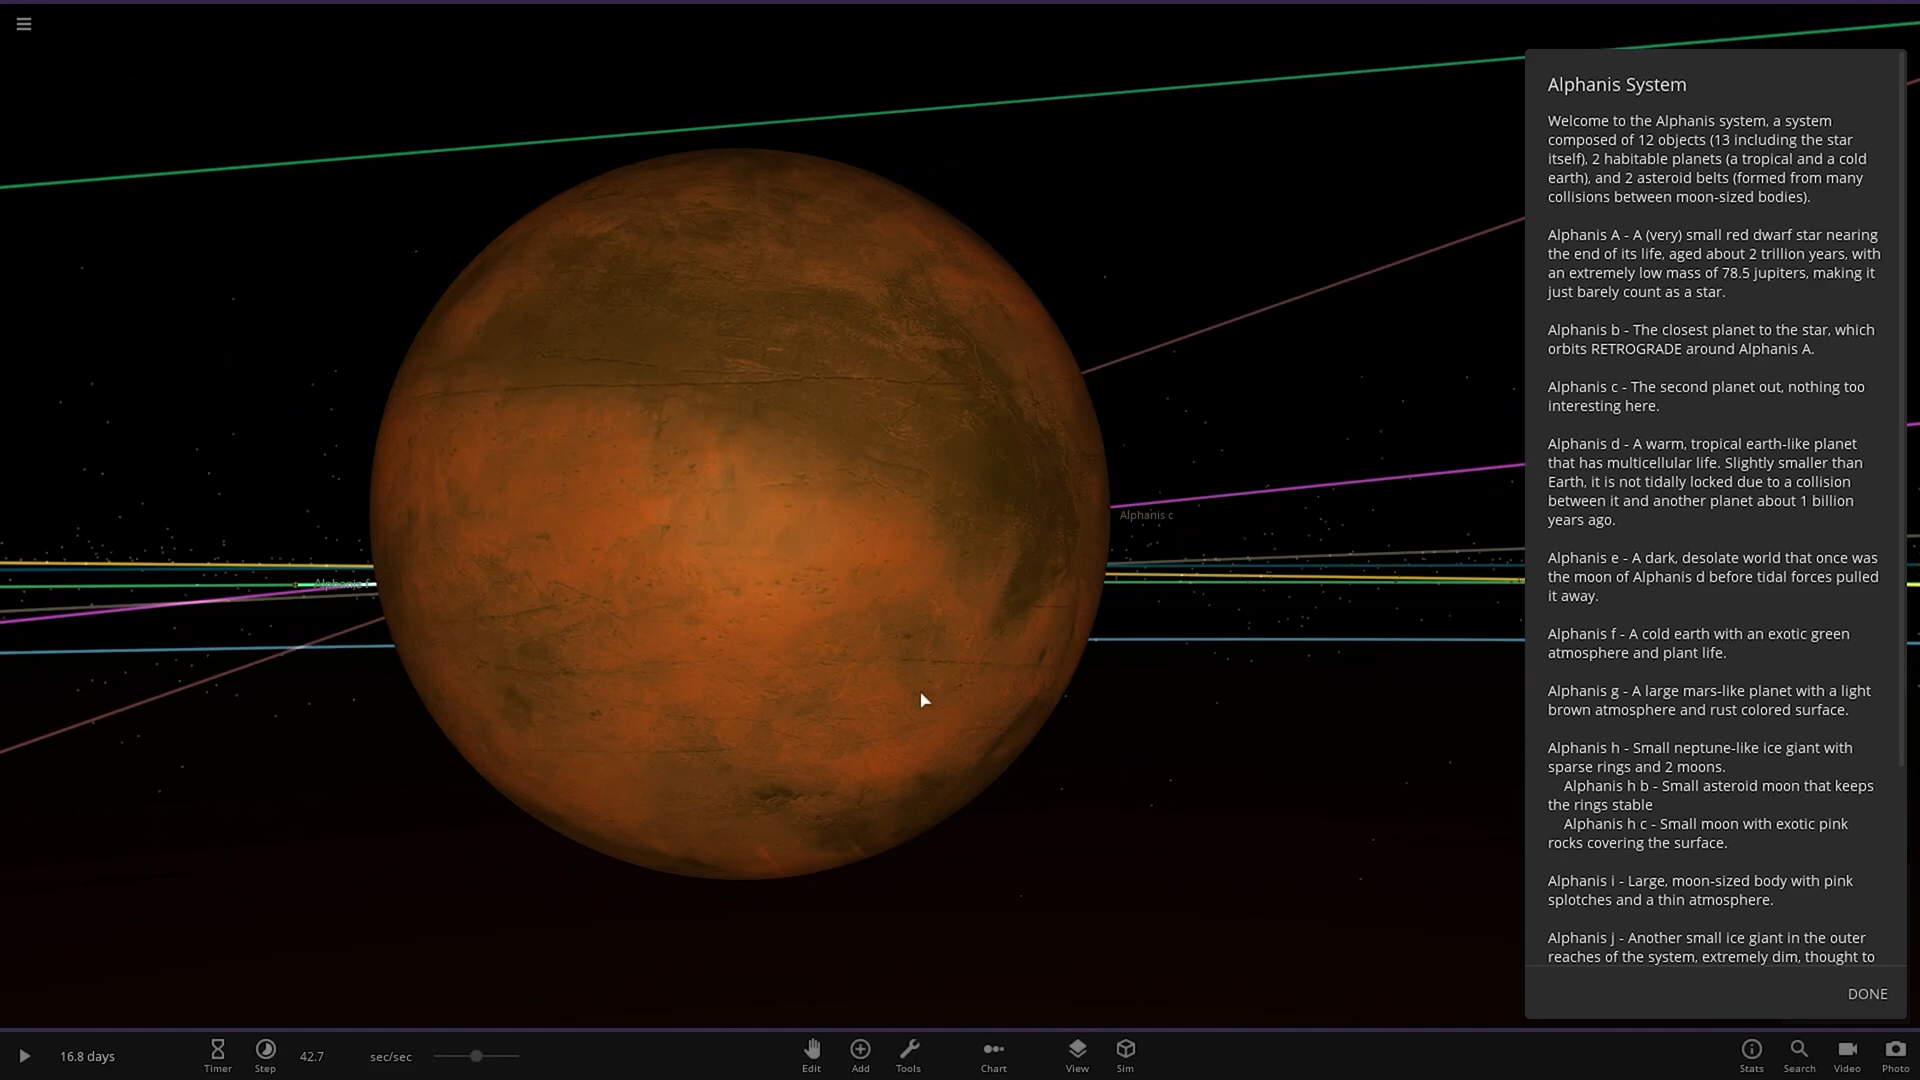 Alphanis System
Welcome to the Alphanis system, a system
composed of 12 objects (13 including the star
itself), 2 habitable planets (a tropical and a cold
earth), and 2 asteroid belts (formed from many
collisions between moon-sized bodies).
Alphanis A - A (very) small red dwarf star nearing
the end of its life, aged about 2 trillion years, with
an extremely low mass of 78.5 jupiters, making it
just barely count as a star.
Alphanis b - The closest planet to the star, which
orbits RETROGRADE around Alphanis A.
Alphanis c - The second planet out, nothing too
interesting here.
Alphanis d - A warm, tropical earth-like planet
that has multicellular life. Slightly smaller than
Earth, it is not tidally locked due to a collision
between it and another planet about 1 billion
years ago.
Alphanis e - A dark, desolate world that once was
the moon of Alphanis d before tidal forces pulled
it away.
Alphanis f - A cold earth with an exotic green
atmosphere and plant life.
Alphanis g - A large mars-like planet with a light
brown atmosphere and rust colored surface.
Alphanis h - Small neptune-like ice giant with
sparse rings and 2 moons.
Alphanis h b - Small asteroid moon that keeps
the rings stable
Alphanis h c - Small moon with exotic pink
rocks covering the surface.
Alphanis i - Large, moon-sized body with pink
splotches and a thin atmosphere.
Alphanis j - Another small ice giant in the outer
reaches of the system, extremely dim, thought to
DONE
Alphanis c
Alphanis f
16.8 days
Timer
Step
42.7
sec/sec
Edit
Add
Tools
Chart
View
Sim
Stats
Search
Video
Photo